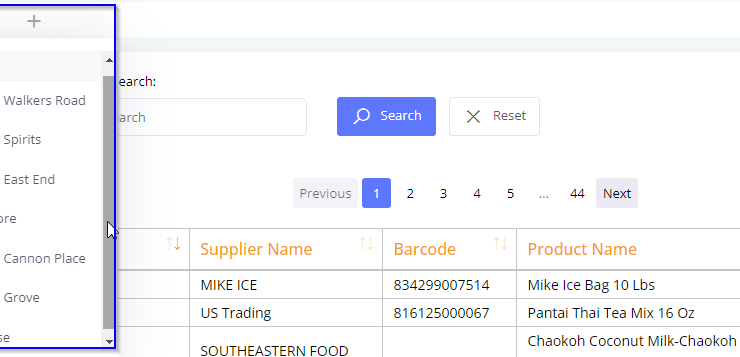 earch:
Walkers Road
arch
Search
Reset
Spirits
East End
Previous
1
2
3
4
5
...
44
Next
ore
Supplier Name
Barcode
Product Name
Cannon Place
MIKE ICE
834299007514
Mike Ice Bag 10 Lbs
Grove
US Trading
816125000067
Pantai Thai Tea Mix 16 Oz
se
SOUTHEASTERN FOOD
Chaokoh Coconut Milk-Chaokoh